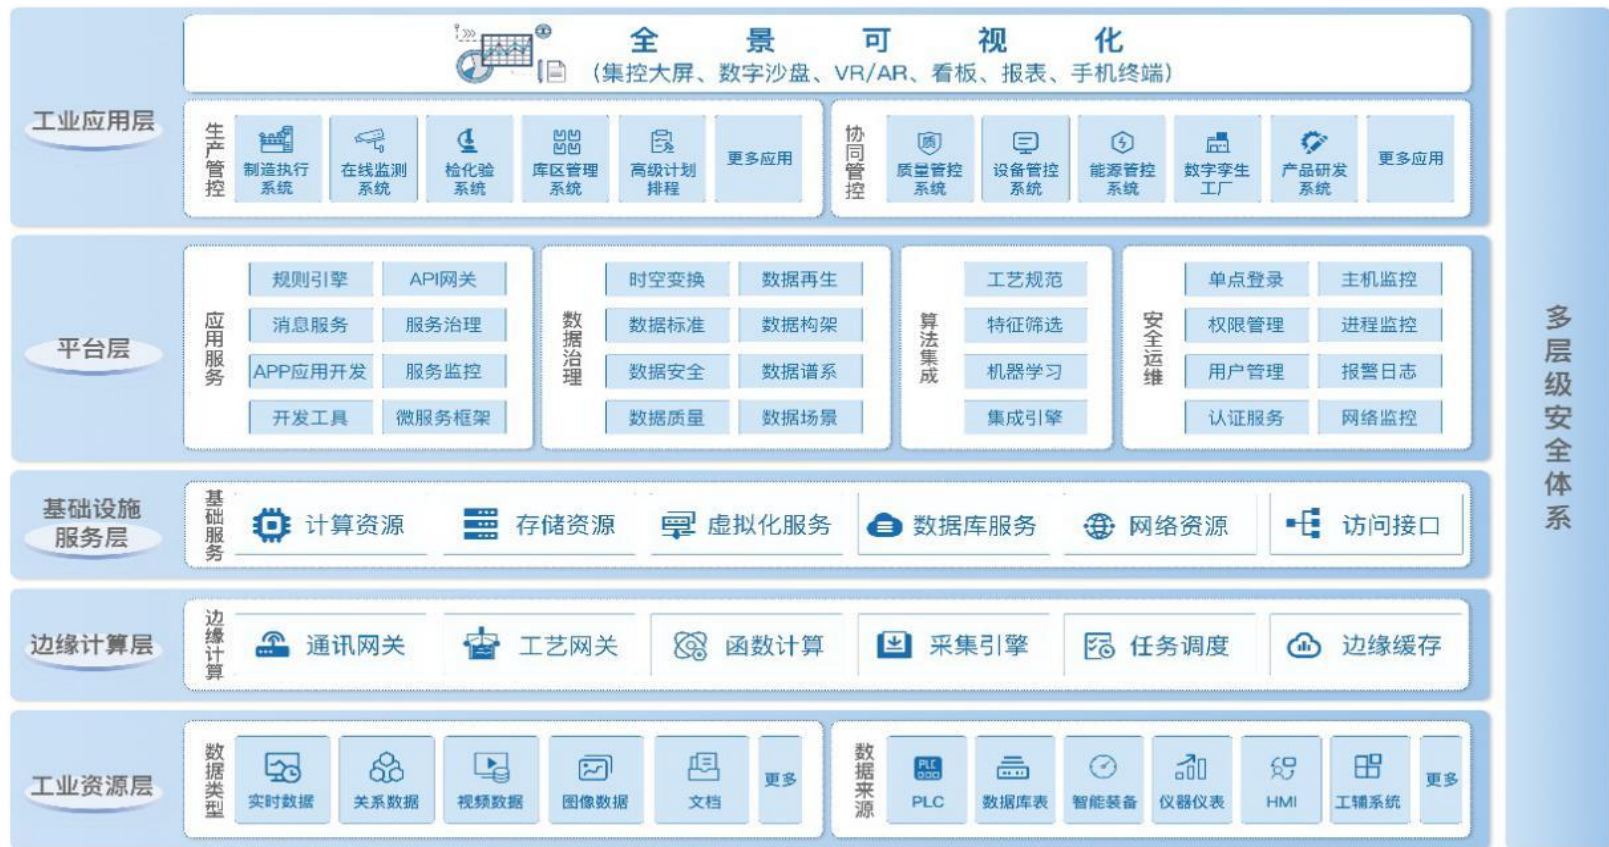 全景可视化
（集控大屏、数字沙盘、VR/AR、看板、报表、手机终端）
工业应用层
生产管控
制造执行
系统
在线监测
系统
检化验
系统
库区管理
系统
高级计划
排程
更多应用
协同管控
质量管控
系统
设备管控
系统
能源管控
系统
数字孪生
工厂
产品研发
系统
更多应用
平台层
应用服务
规则引擎
API网关
消息服务
服务治理
APP应用开发
服务监控
开发工具
微服务框架
数据治理
时空变换
数据再生
数据标准
数据构架
数据安全
数据谱系
数据质量
数据场景
算法集成
工艺规范
特征筛选
机器学习
集成引擎
安全运维
单点登录
主机监控
权限管理
进程监控
用户管理
报警日志
认证服务
网络监控
基础设施
服务层
基础服务
计算资源
存储资源
虚拟化服务
数据库服务
网络资源
访问接口
边缘计算层
边缘计算
通讯网关
工艺网关
函数计算
采集引擎
任务调度
边缘缓存
工业资源层
数据类型
实时数据
关系数据
视频数据
图像数据
文档
更多
数据来源
PLC
PLC
数据库表
智能装备
仪器仪表
HMI
工辅系统
更多
多层级安全体系